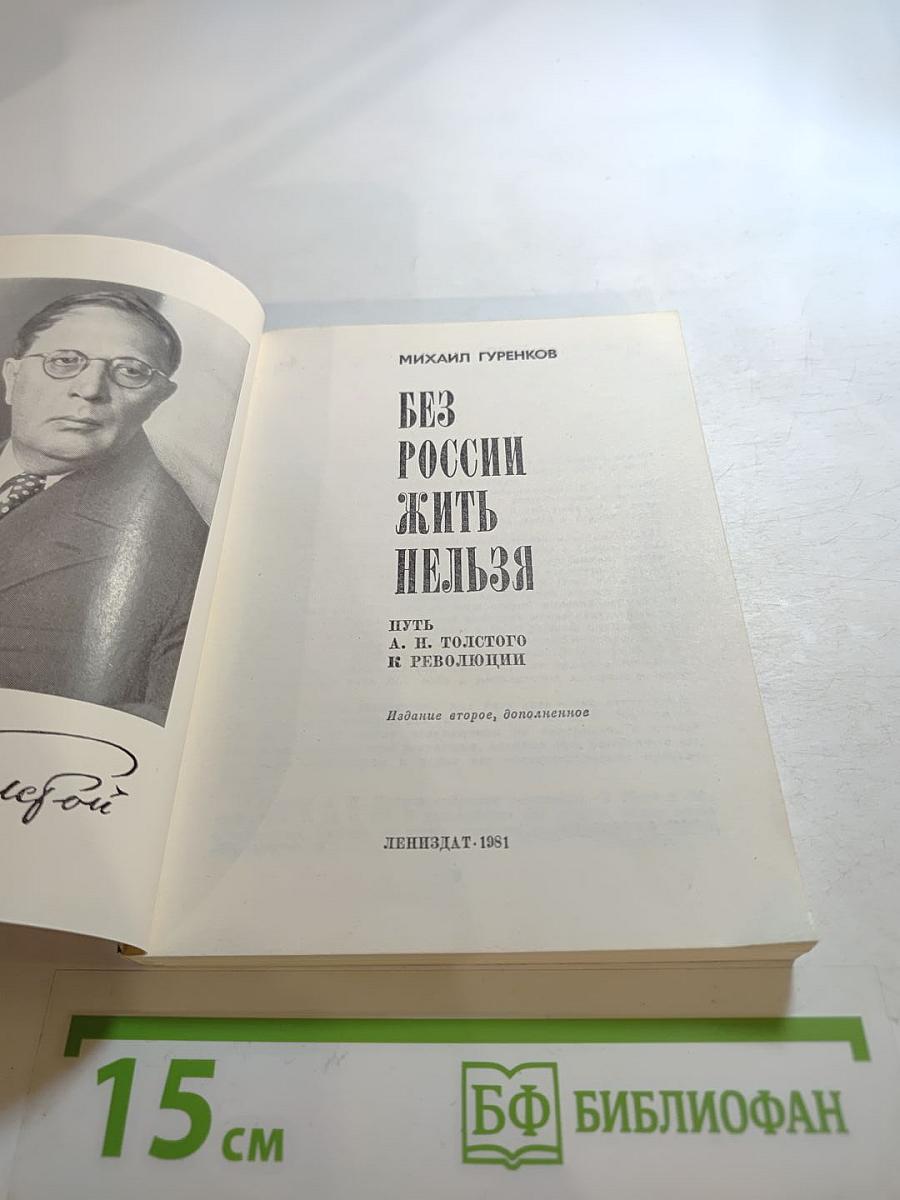 МИХАИЛ ГУРЕНКОВ
БЕЗ
РОССИИ
ЖИТЬ
НЕЛЬЗЯ
ПУТЬ
А. Н. ТОЛСТОГО
К РЕВОЛЮЦИИ
Издание второе, дополненное
ЛЕНИЗДАТ·1981
15 см
БФ БИБЛИОФАН